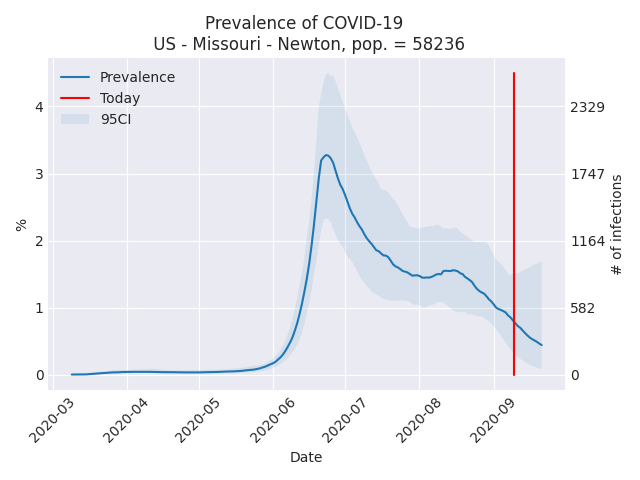 Prevalence of COVID-19
US - Missouri - Newton, pop. = 58236
Prevalence
Today
95CI
4
3
2
1
0
%
2329
1747
1164
582
0
# of infections
2020-03
2020-04
2020-05
2020-06
2020-07
2020-08
2020-09
Date